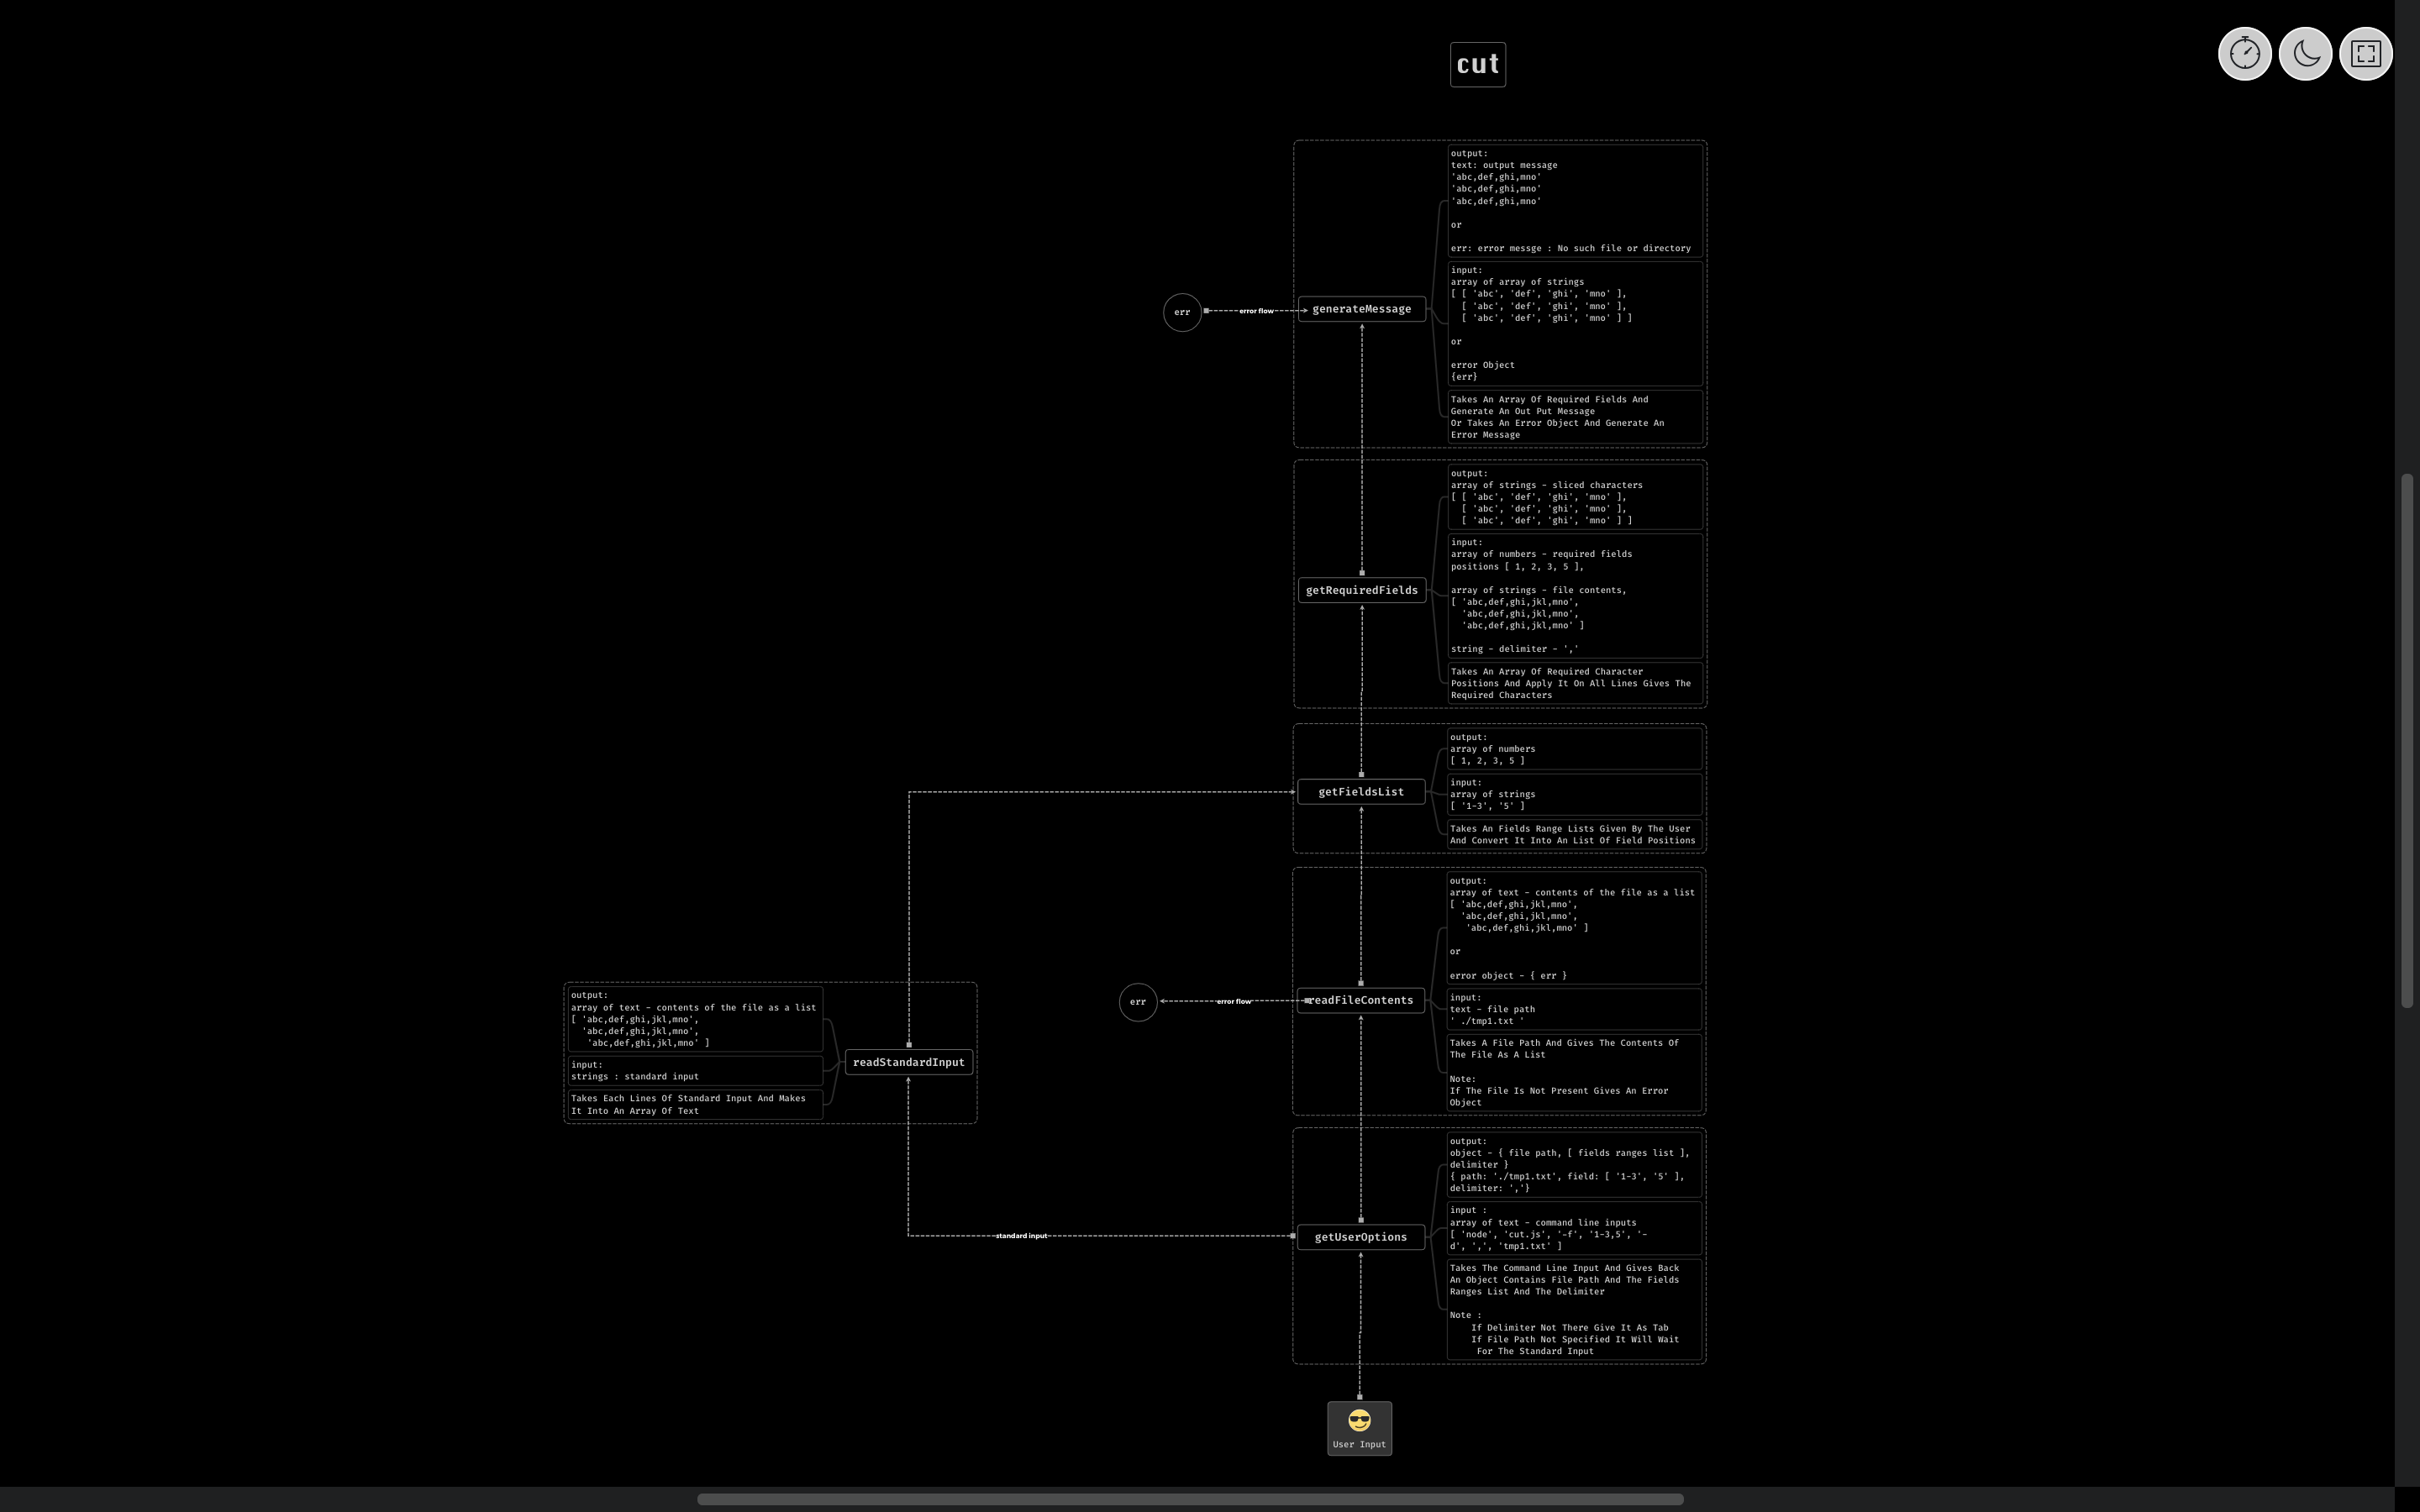 cut
output:
text: output message
'abc,def,ghi,mno'
'abc,def,ghi,mno'
'abc,def,ghi,mno'
or
err: error messge : No such file or directory
input:
array of array of strings
[ [ 'abc', 'def', 'ghi', 'mno' ],
[ 'abc', 'def', 'ghi', 'mno' ],
[ 'abc', 'def', 'ghi', 'mno' ] ]
or
error Object
{err}
Takes An Array Of Required Fields And
Generate An Out Put Message
Or Takes An Error Object And Generate An
Error Message
err
error flow
generateMessage
output:
array of strings - sliced characters
[ [ 'abc', 'def', 'ghi', 'mno' ],
[ 'abc', 'def', 'ghi', 'mno' ],
[ 'abc', 'def', 'ghi', 'mno' ] ]
input:
array of numbers - required fields
positions [ 1, 2, 3, 5 ],
array of strings - file contents,
[ 'abc,def,ghi,jkl,mno',
'abc,def,ghi,jkl,mno',
'abc,def,ghi,jkl,mno' ]
string - delimiter - ','
Takes An Array Of Required Character
Positions And Apply It On All Lines Gives The
Required Characters
getRequiredFields
output:
array of numbers
[ 1, 2, 3, 5 ]
input:
array of strings
[ '1-3', '5' ]
Takes An Fields Range Lists Given By The User
And Convert It Into An List Of Field Positions
getFieldsList
output:
array of text - contents of the file as a list
[ 'abc,def,ghi,jkl,mno',
'abc,def,ghi,jkl,mno',
'abc,def,ghi,jkl,mno' ]
or
error object - { err }
input:
text - file path
' ./tmp1.txt '
Takes A File Path And Gives The Contents Of
The File As A List
Note:
If The File Is Not Present Gives An Error
Object
err
error flow
readFileContents
output:
array of text - contents of the file as a list
[ 'abc,def,ghi,jkl,mno',
'abc,def,ghi,jkl,mno',
'abc,def,ghi,jkl,mno' ]
input:
strings : standard input
Takes Each Lines Of Standard Input And Makes
It Into An Array Of Text
readStandardInput
output:
object - { file path, [ fields ranges list ],
delimiter }
{ path: './tmp1.txt', field: [ '1-3', '5' ],
delimiter: ','}
input :
array of text - command line inputs
[ 'node', 'cut.js', '-f', '1-3,5', '-
d', ',', 'tmp1.txt' ]
Takes The Command Line Input And Gives Back
An Object Contains File Path And The Fields
Ranges List And The Delimiter
Note :
If Delimiter Not There Give It As Tab
If File Path Not Specified It Will Wait
For The Standard Input
standard input
getUserOptions
User Input